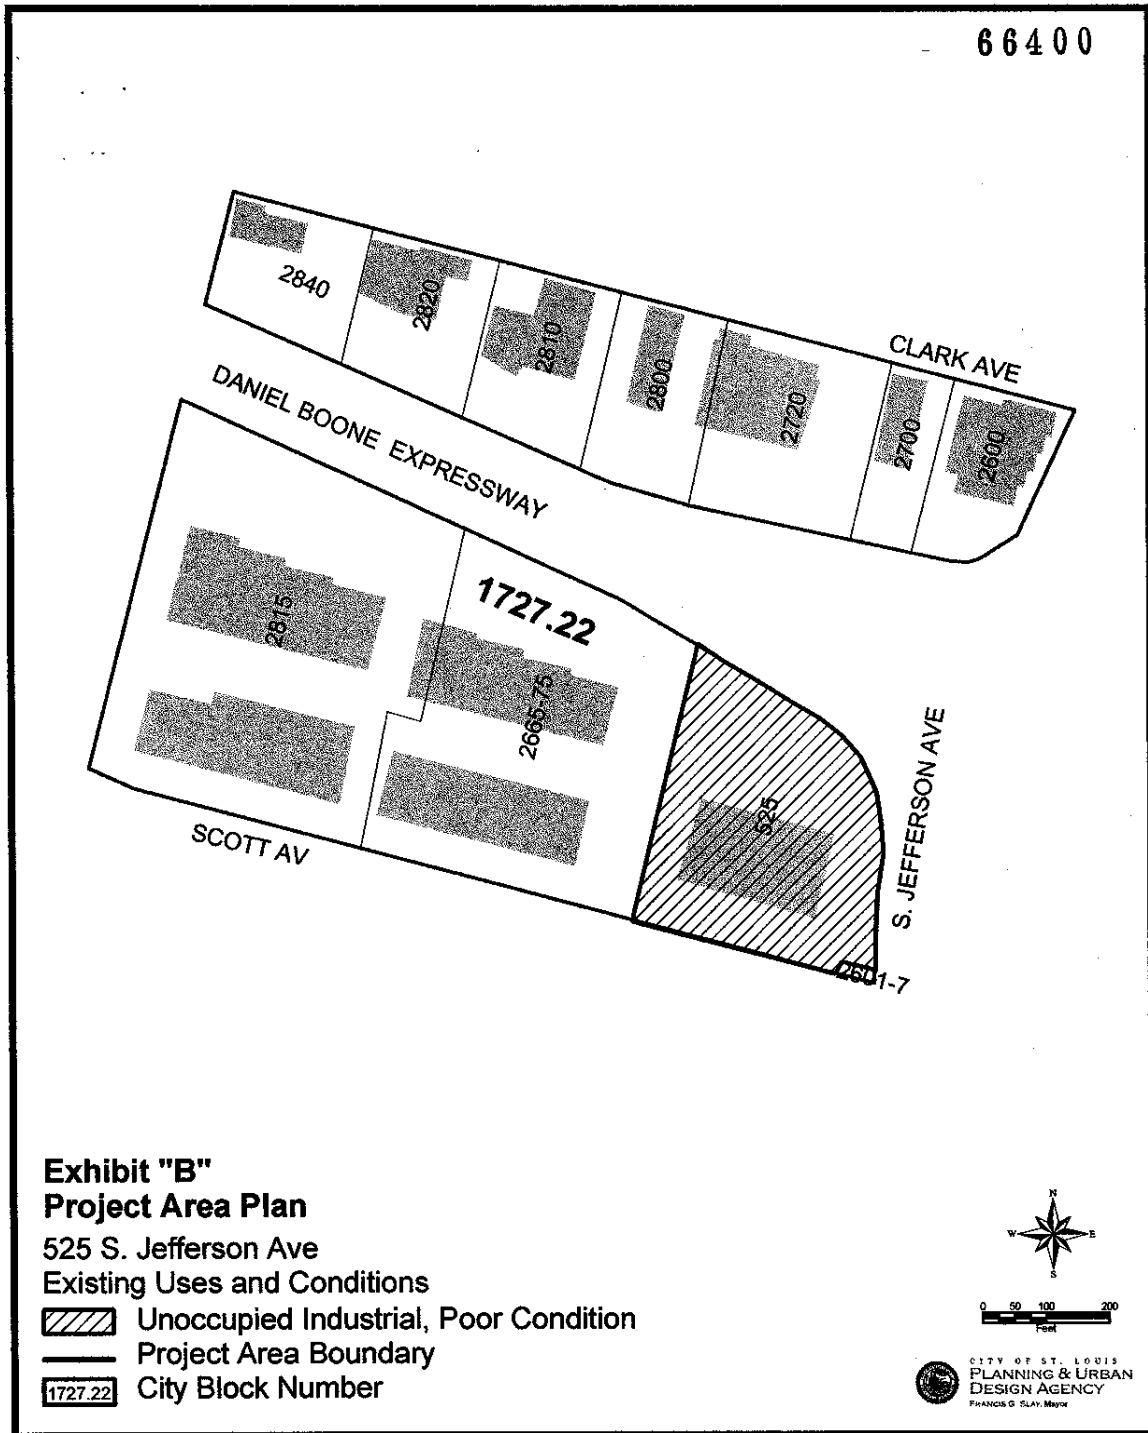 66400
2840
2820
2810
2800
2720
2700
2600
CLARK AVE
DANIEL BOONE EXPRESSWAY
1727.22
2815
2665-75
525
S. JEFFERSON AVE
SCOTT AV
2601-7
Exhibit "B"
Project Area Plan
525 S. Jefferson Ave
Existing Uses and Conditions
Unoccupied Industrial, Poor Condition
Project Area Boundary
1727.22 City Block Number
N
W E
S
0 50 100 200
Feet
CITY OF ST. LOUIS
PLANNING & URBAN
DESIGN AGENCY
FRANCIS G. SLAY, Mayor